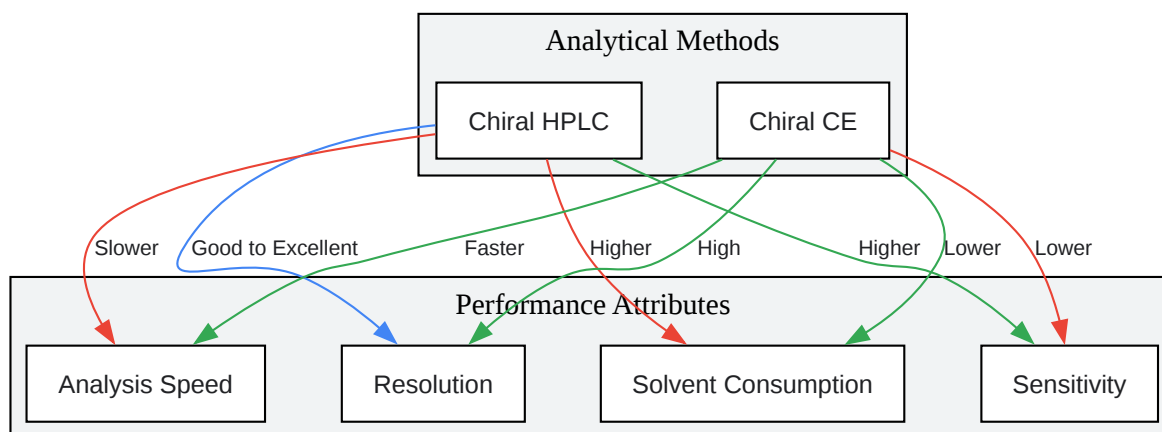 Analytical Methods
Chiral HPLC
Chiral CE
Slower
Good to Excellent
Faster
Higher
High
Higher
Lower
Lower
Performance Attributes
Analysis Speed
Resolution
Solvent Consumption
Sensitivity